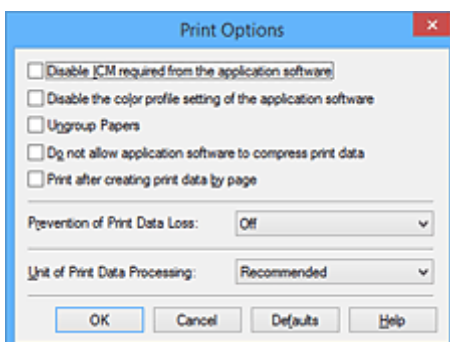 Print Options
Disable ICM required from the application software
Disable the color profile setting of the application software
Ungroup Papers
Do not allow application software to compress print data
Print after creating print data by page
Prevention of Print Data Loss: Off
Unit of Print Data Processing: Recommended
OK Cancel Defaults Help